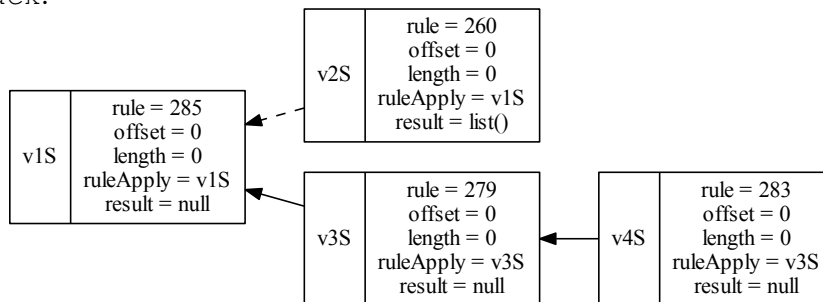 v1S
rule = 285
offset = 0
length = 0
ruleApply = v1S
result = null
v2S
rule = 260
offset = 0
length = 0
ruleApply = v1S
result = list()
v3S
rule = 279
offset = 0
length = 0
ruleApply = v3S
result = null
v4S
rule = 283
offset = 0
length = 0
ruleApply = v3S
result = null